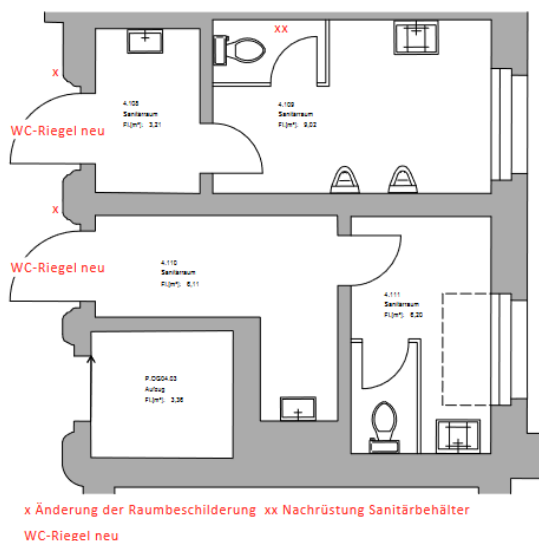 xx
x
4.108
Sanitärraum
Fl.[m²]: 3,21
4.109
Sanitärraum
Fl.[m²]: 9,02
WC-Riegel neu
x
WC-Riegel neu
4.110
Sanitärraum
Fl.[m²]: 6,11
4.111
Sanitärraum
Fl.[m²]: 6,20
P.OG04.03
Aufzug
Fl.[m²]: 3,36
x Änderung der Raumbeschilderung xx Nachrüstung Sanitärbehälter
WC-Riegel neu